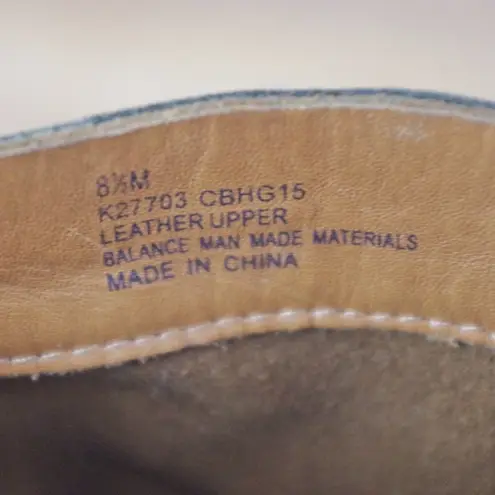 8½M
K27703 CBHG15
LEATHER UPPER
BALANCE MAN MADE MATERIALS
MADE IN CHINA